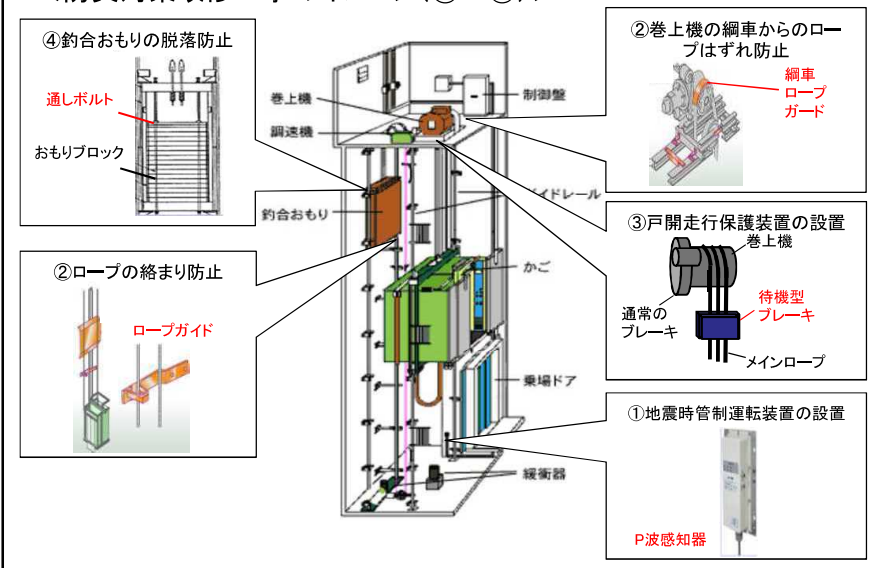 ④釣合おもりの脱落防止
通しボルト
おもりブロック
②ロープの絡まり防止
ロープガイド
巻上機
調速機
制御盤
釣合おもり
イドレール
かご
乗場ドア
緩衝器
②巻上機の綱車からのロー
プはずれ防止
綱車
ロープ
ガード
③戸開走行保護装置の設置
巻上機
通常の
ブレーキ
待機型
ブレーキ
メインロープ
①地震時管制運転装置の設置
P波感知器